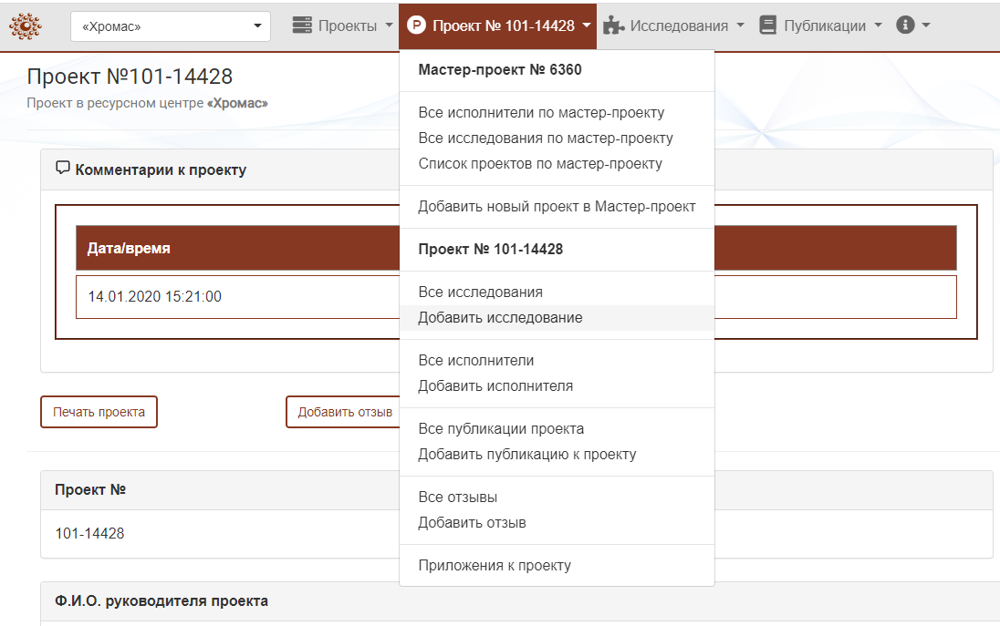 «Хромас»
Проекты
Проект № 101-14428
Исследования
Публикации
Проект №101-14428
Проект в ресурсном центре «Хромас»
Мастер-проект № 6360
Все исполнители по мастер-проекту
Все исследования по мастер-проекту
Список проектов по мастер-проекту
Добавить новый проект в Мастер-проект
Проект № 101-14428
Все исследования
Добавить исследование
Все исполнители
Добавить исполнителя
Все публикации проекта
Добавить публикацию к проекту
Все отзывы
Добавить отзыв
Приложения к проекту
Комментарии к проекту
Дата/время
14.01.2020 15:21:00
Печать проекта
Добавить отзыв
Проект №
101-14428
Ф.И.О. руководителя проекта